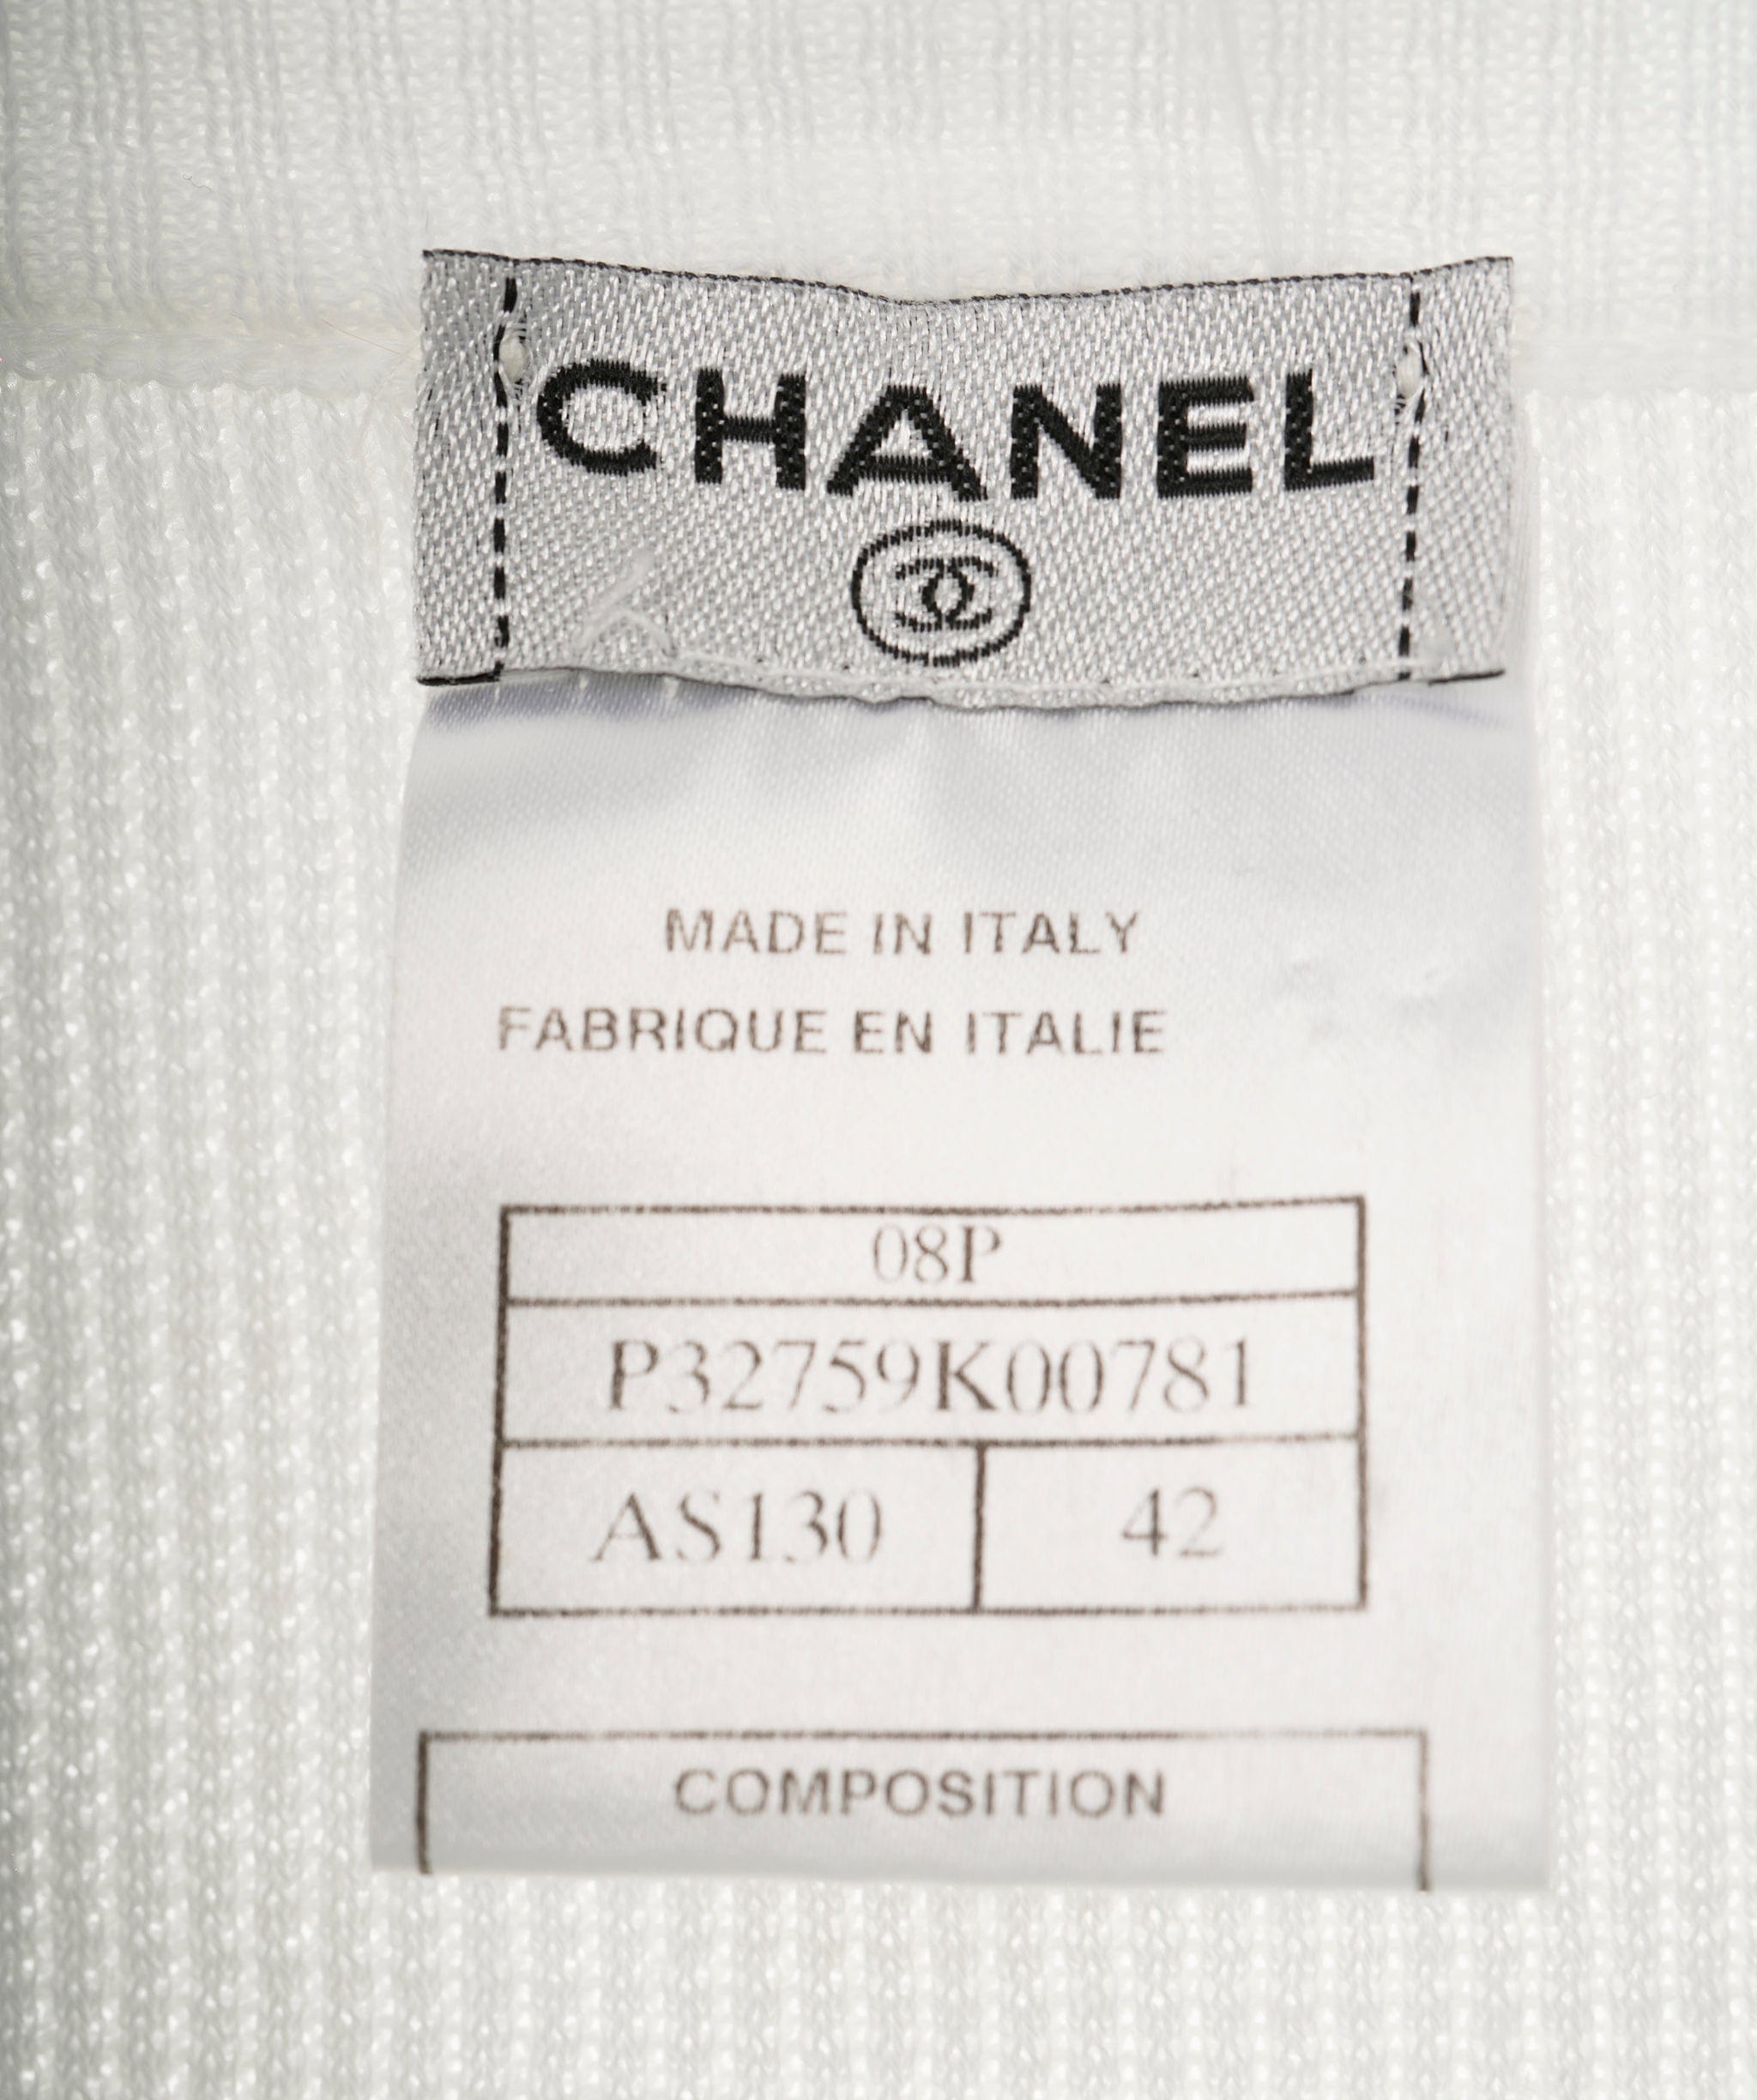 CHANEL
MADE IN ITALY
FABRIQUE EN ITALIE
08P
P32759K00781
AS130 42
COMPOSITION